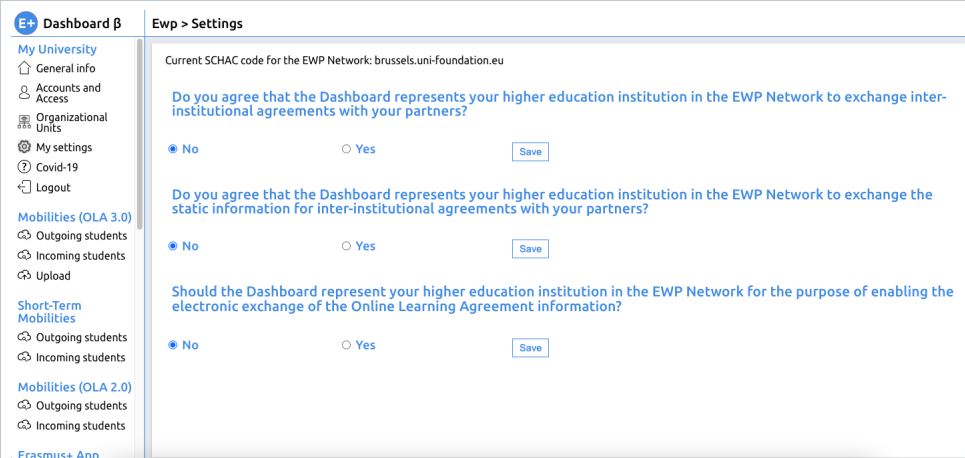 E+ Dashboard β
Ewp > Settings
My University
General info
Accounts and
Access
Organizational
Units
My settings
Covid-19
Logout
Mobilities (OLA 3.0)
Outgoing students
Incoming students
Upload
Short-Term
Mobilities
Outgoing students
Incoming students
Mobilities (OLA 2.0)
Outgoing students
Incoming students
Erasmus+ App
Current SCHAC code for the EWP Network: brussels.uni-foundation.eu
Do you agree that the Dashboard represents your higher education institution in the EWP Network to exchange inter-
institutional agreements with your partners?
No Yes Save
Do you agree that the Dashboard represents your higher education institution in the EWP Network to exchange the
static information for inter-institutional agreements with your partners?
No Yes Save
Should the Dashboard represent your higher education institution in the EWP Network for the purpose of enabling the
electronic exchange of the Online Learning Agreement information?
No Yes Save